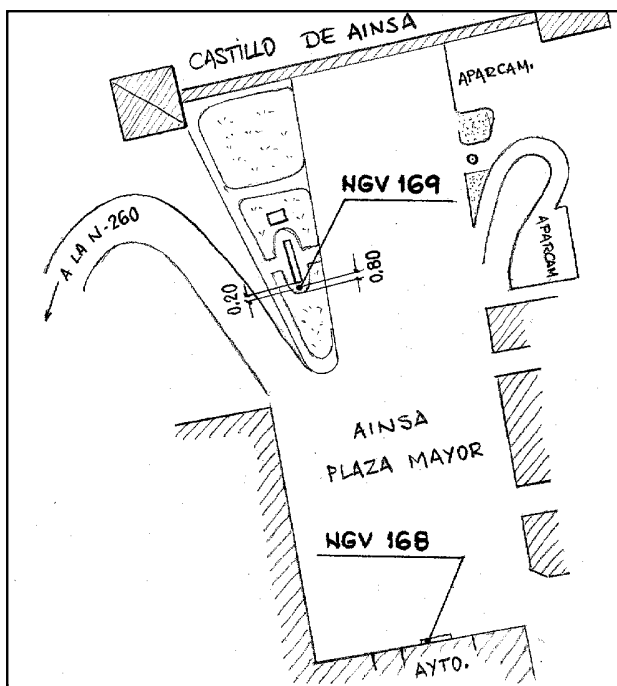 CASTILLO DE AINSA
APARCAM.
NGV 169
A LA N-260
APARCAM
0,20
0,80
AINSA
PLAZA MAYOR
NGV 168
AYTO.